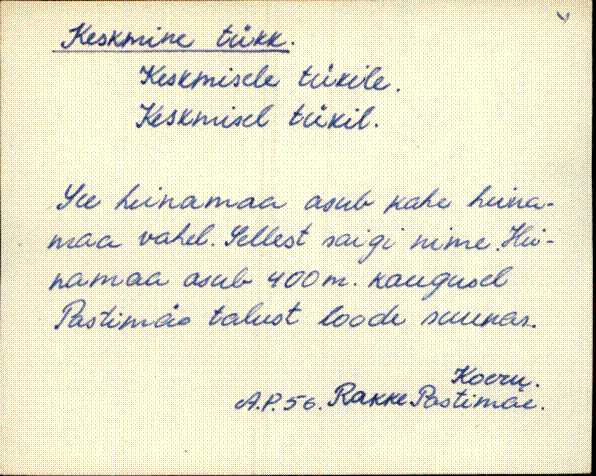 Keskmine tükk.
Keskmisele tükile.
Keskmisel tükil.
See heinamaa asub kahe heina-
maa vahel. Sellest saigi nime. Hei-
namaa asub 400 m. kaugusel
Pastimäe talust loode suunas.
Koeru.
A.P. 56. Rakke Pastimäe.